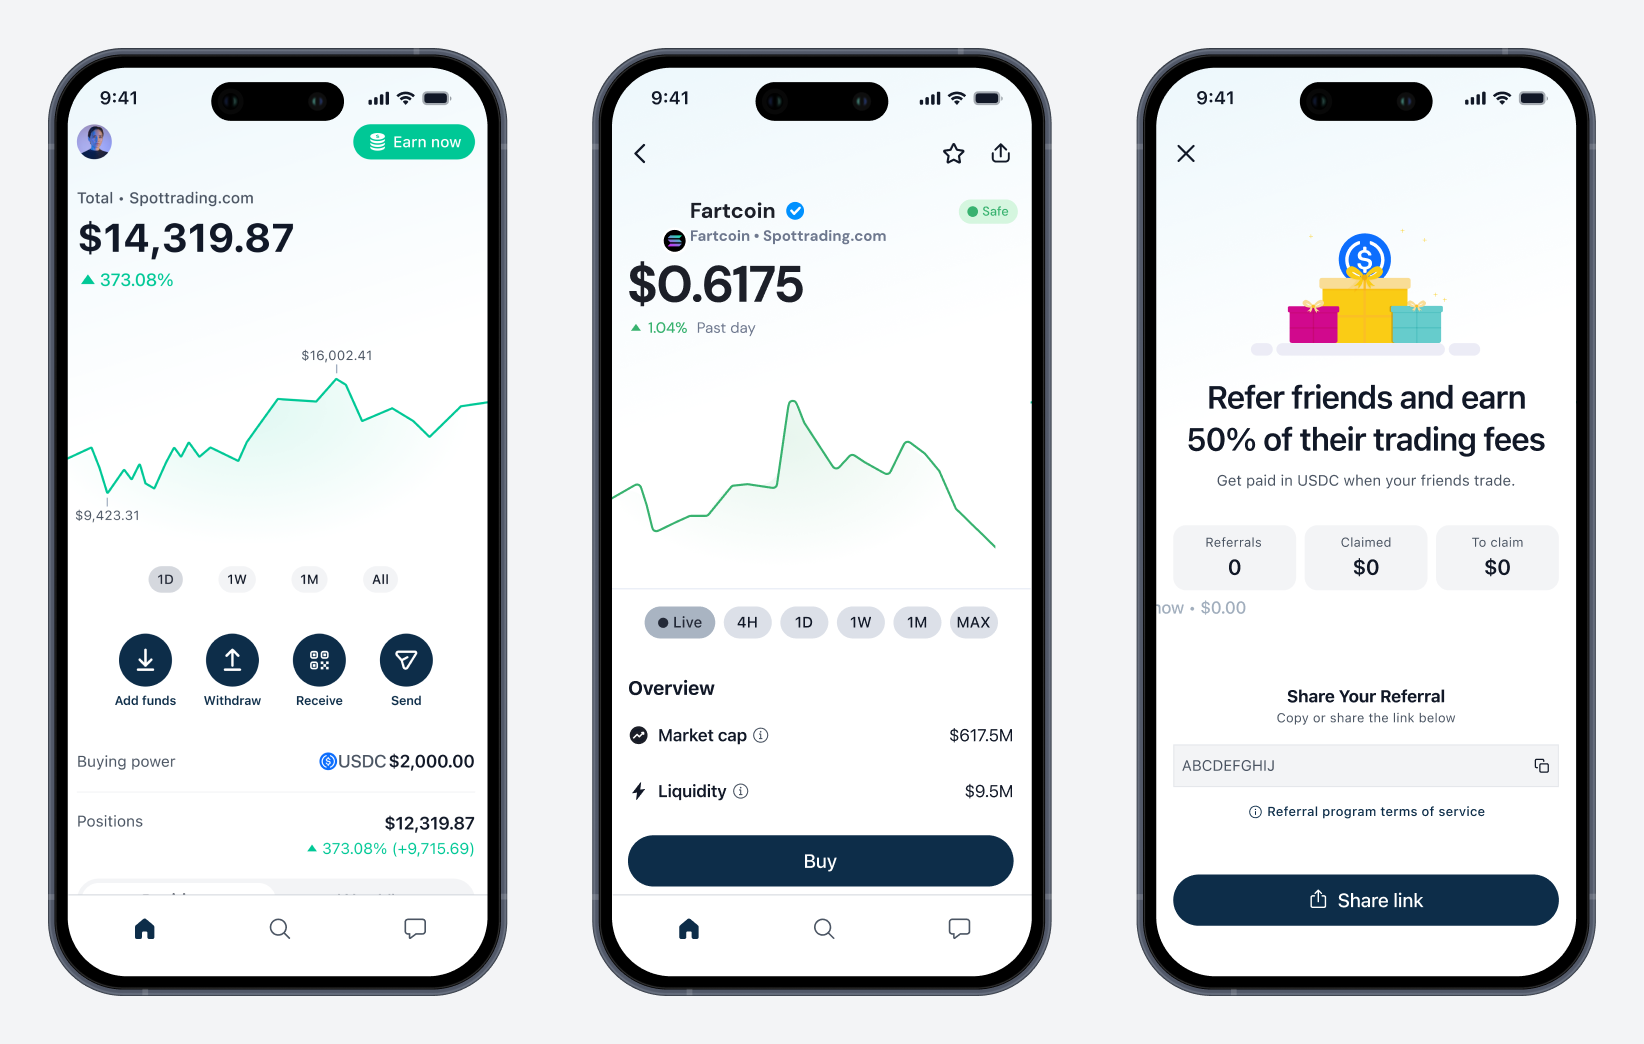 9:41
Earn now
Total • Spottrading.com
$14,319.87
373.08%
$16,002.41
$9,423.31
1D 1W 1M All
Add funds Withdraw Receive Send
Buying power USDC $2,000.00
Positions $12,319.87
373.08% (+9,715.69)
9:41
Fartcoin
Safe
Fartcoin • Spottrading.com
$0.6175
1.04% Past day
Live 4H 1D 1W 1M MAX
Overview
Market cap $617.5M
Liquidity $9.5M
Buy
9:41
Refer friends and earn
50% of their trading fees
Get paid in USDC when your friends trade.
Referrals Claimed To claim
0 $0 $0
now • $0.00
Share Your Referral
Copy or share the link below
ABCDEFGHIJ
Referral program terms of service
Share link